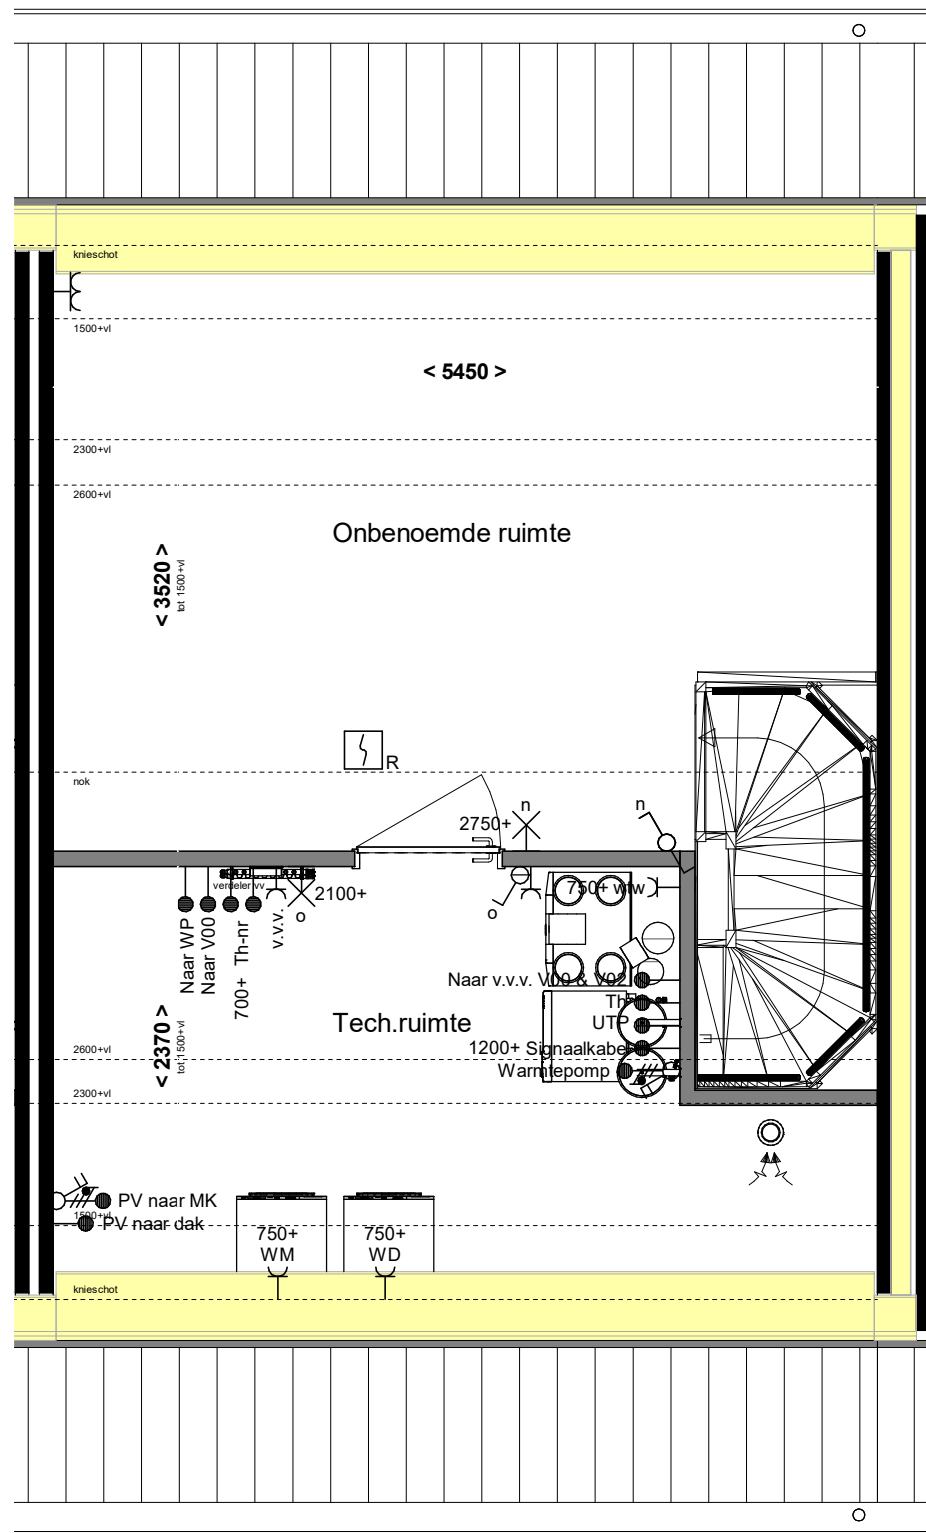 knieschot
1500+vl
< 5450 >
2300+vl
2600+vl
Onbenoemde ruimte
< 3520 >
tot 1500+vl
R
nok
n
n
2750+
verdeler vv
2100+
o
o
750+ wtw
Naar WP
Naar V00
700+ Th-nr
v.v.v.
Naar v.v.v. V00 & V02
UTP
1200+ Signaalkabel
Warmtepomp
Tech.ruimte
< 2370 >
tot 1500+vl
2600+vl
2300+vl
PV naar MK
1500+vl
PV naar dak
750+
WM
750+
WD
knieschot